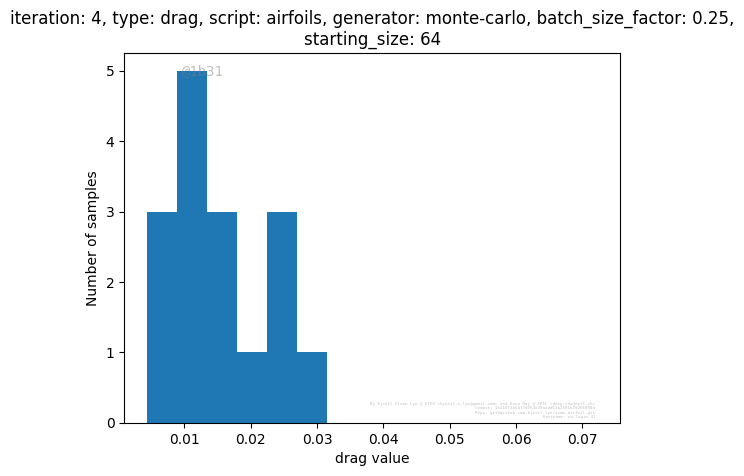 iteration: 4, type: drag, script: airfoils, generator: monte-carlo, batch_size_factor: 0.25,
starting_size: 64
@1b31
5
4
3
2
1
0
Number of samples
0.01 0.02 0.03 0.04 0.05 0.06 0.07
drag value